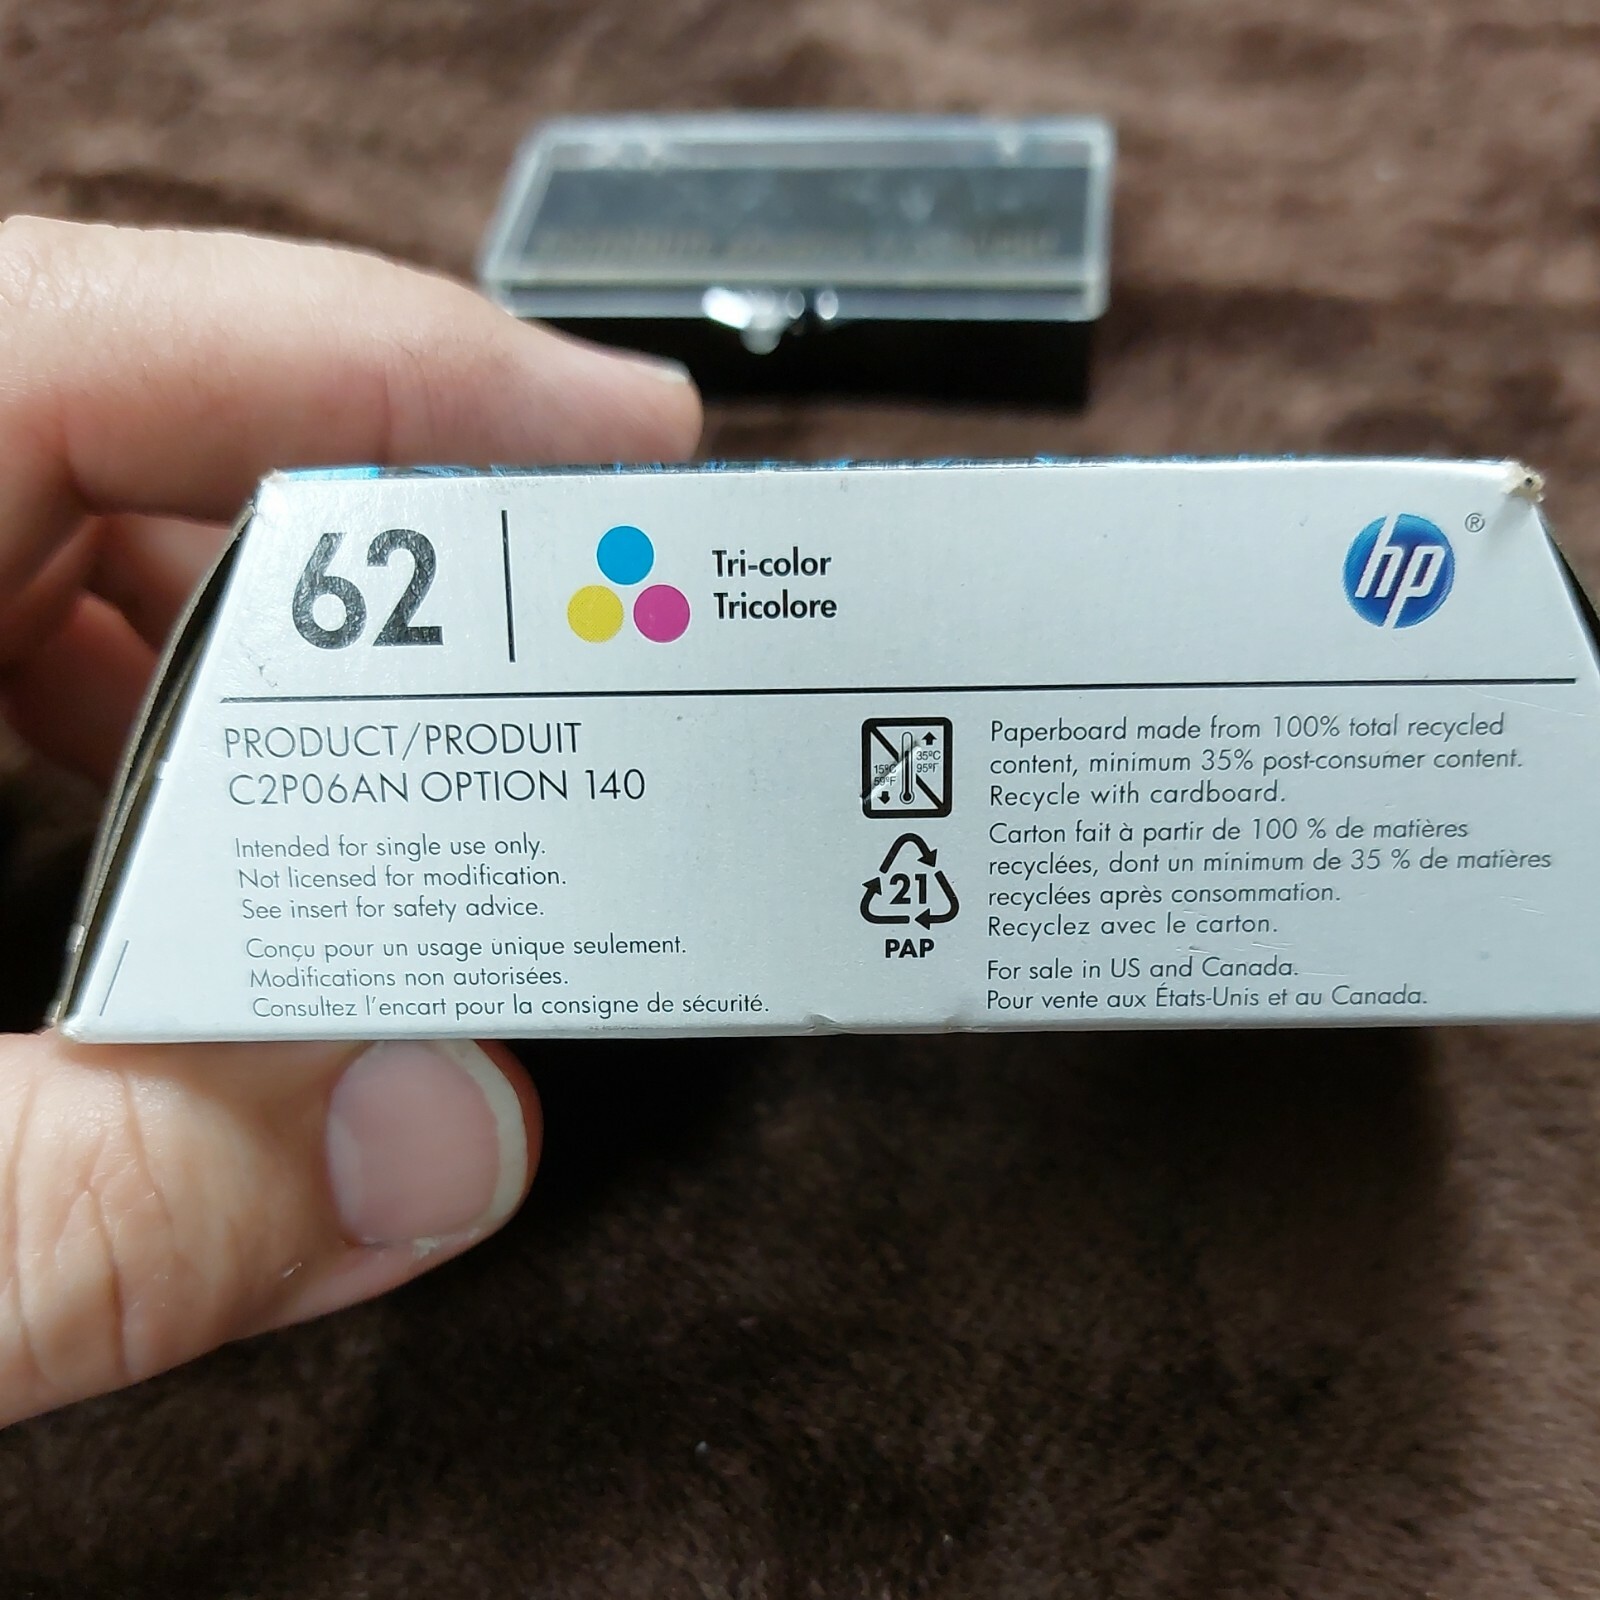 62
Tri-color
Tricolore
hp ®
PRODUCT/PRODUIT
C2P06AN OPTION 140
Intended for single use only.
Not licensed for modification.
See insert for safety advice.
Conçu pour un usage unique seulement.
Modifications non autorisées.
Consultez l'encart pour la consigne de sécurité.
35ºC
95ºF
15ºC
59ºF
21
PAP
Paperboard made from 100% total recycled
content, minimum 35% post-consumer content.
Recycle with cardboard.
Carton fait à partir de 100 % de matières
recyclées, dont un minimum de 35 % de matières
recyclées après consommation.
Recyclez avec le carton.
For sale in US and Canada.
Pour vente aux États-Unis et au Canada.